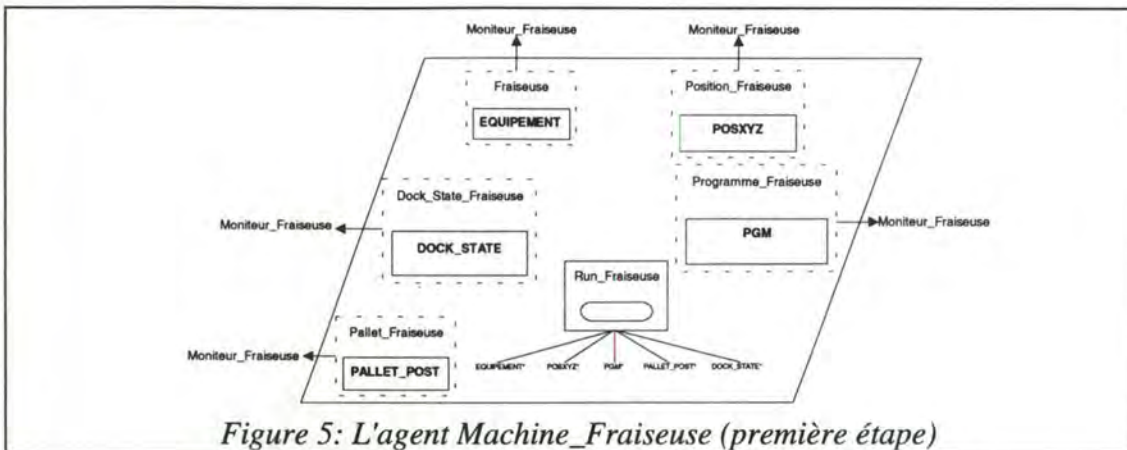 Moniteur_Fraiseuse
Moniteur_Fraiseuse
Fraiseuse
EQUIPEMENT
Position_Fraiseuse
POSXYZ
Dock_State_Fraiseuse
Moniteur_Fraiseuse
DOCK_STATE
Programme_Fraiseuse
PGM
Moniteur_Fraiseuse
Run_Fraiseuse
Pallet_Fraiseuse
Moniteur_Fraiseuse
PALLET_POST
EQUIPEMENT* POSXYZ* PGM* PALLET_POST* DOCK_STATE*
Figure 5: L'agent Machine_Fraiseuse (première étape)